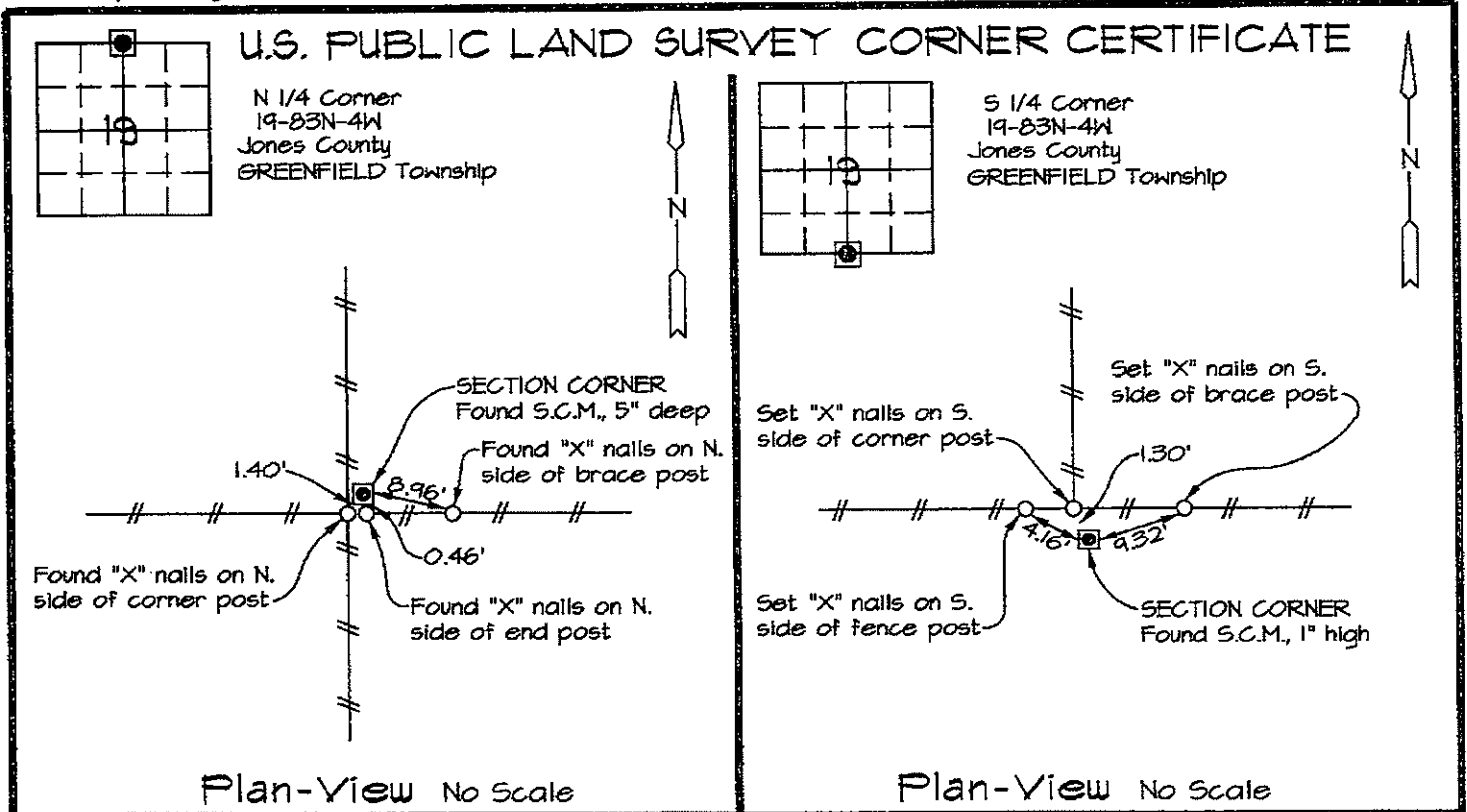 U.S. PUBLIC LAND SURVEY CORNER CERTIFICATE
19
N 1/4 Corner
19-83N-4W
Jones County
GREENFIELD Township
N
SECTION CORNER
Found S.C.M., 5" deep
Found "X" nails on N.
side of brace post
1.40'
8.96'
0.46'
Found "X" nails on N.
side of corner post
Found "X" nails on N.
side of end post
Plan-View No Scale
19
S 1/4 Corner
19-83N-4W
Jones County
GREENFIELD Township
N
Set "X" nails on S.
side of brace post
Set "X" nails on S.
side of corner post
1.30'
4.16'
9.32'
Set "X" nails on S.
side of fence post
SECTION CORNER
Found S.C.M., 1" high
Plan-View No Scale